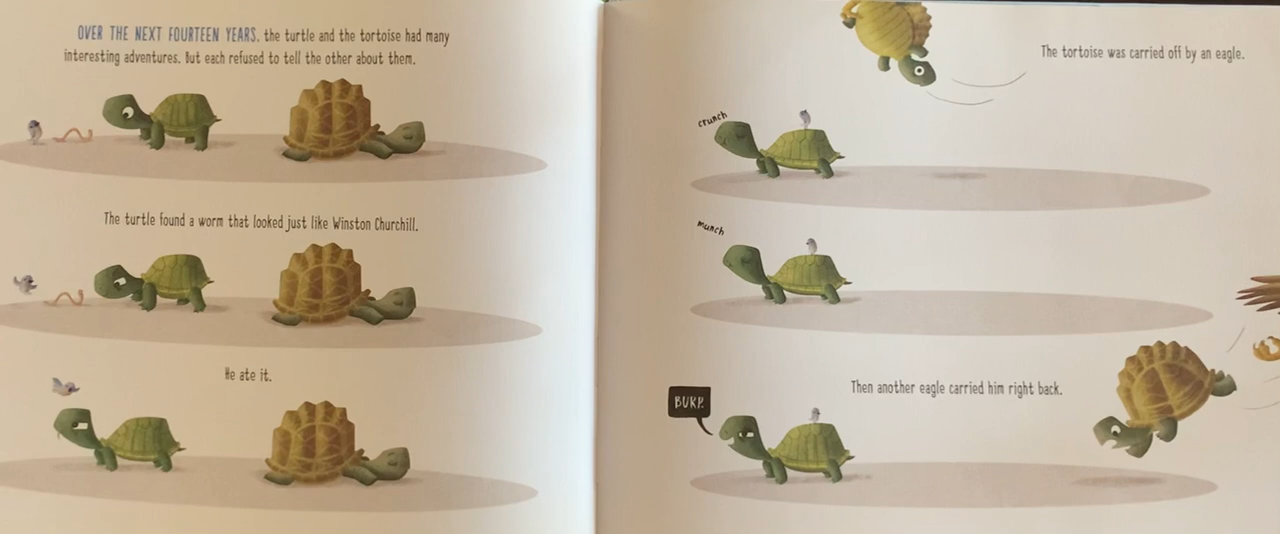 OVER THE NEXT FOURTEEN YEARS, the turtle and the tortoise had many
interesting adventures. But each refused to tell the other about them.
The turtle found a worm that looked just like Winston Churchill.
He ate it.
The tortoise was carried off by an eagle.
crunch
munch
Then another eagle carried him right back.
BURP.